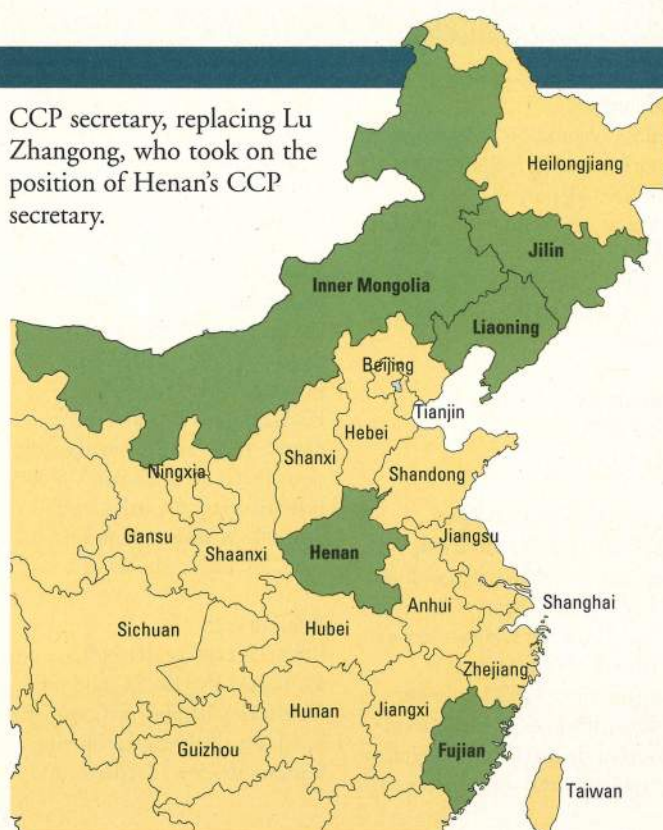 CCP secretary, replacing Lu
Zhangong, who took on the
position of Henan's CCP
secretary.
Heilongjiang
Jilin
Inner Mongolia
Liaoning
Beijing
Tianjin
Hebei
Shanxi
Ningxia
Shandong
Gansu
Shaanxi
Henan
Jiangsu
Anhui
Shanghai
Sichuan
Hubei
Zhejiang
Hunan
Jiangxi
Guizhou
Fujian
Taiwan